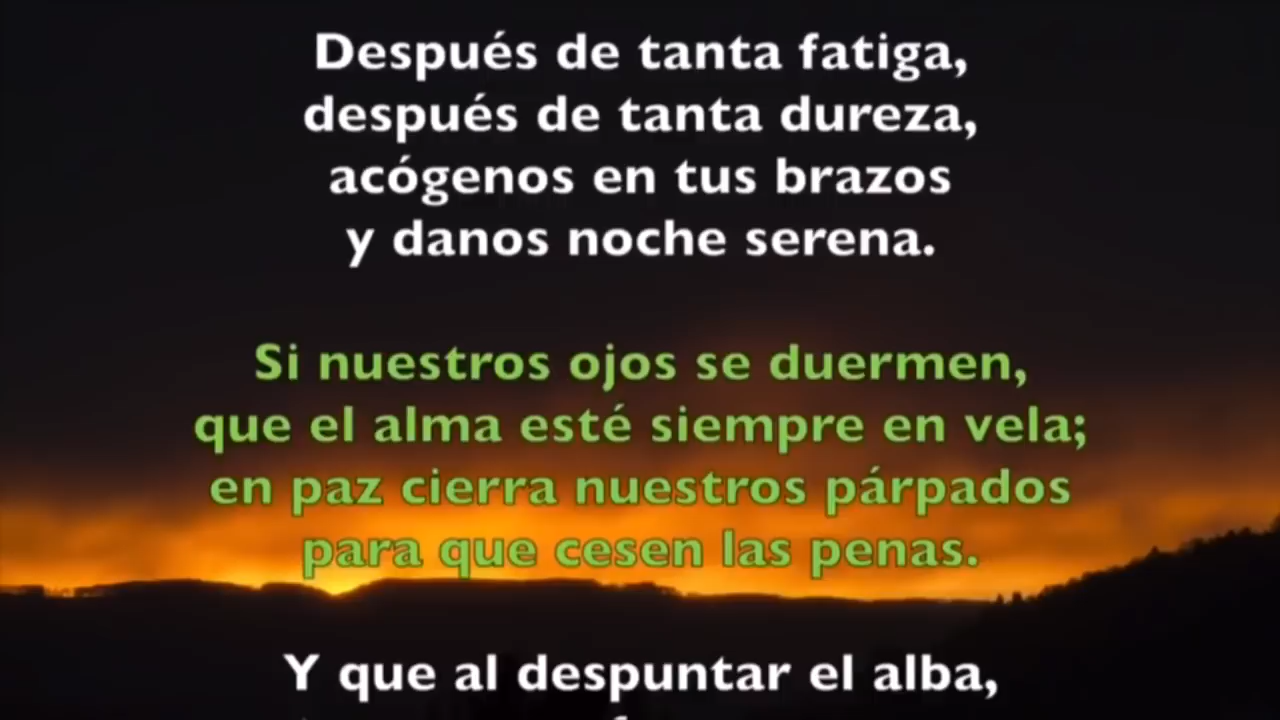 Después de tanta fatiga,
después de tanta dureza,
acógenos en tus brazos
y danos noche serena.
Si nuestros ojos se duermen,
que el alma esté siempre en vela;
en paz cierra nuestros párpados
para que cesen las penas.
Y que al despuntar el alba,